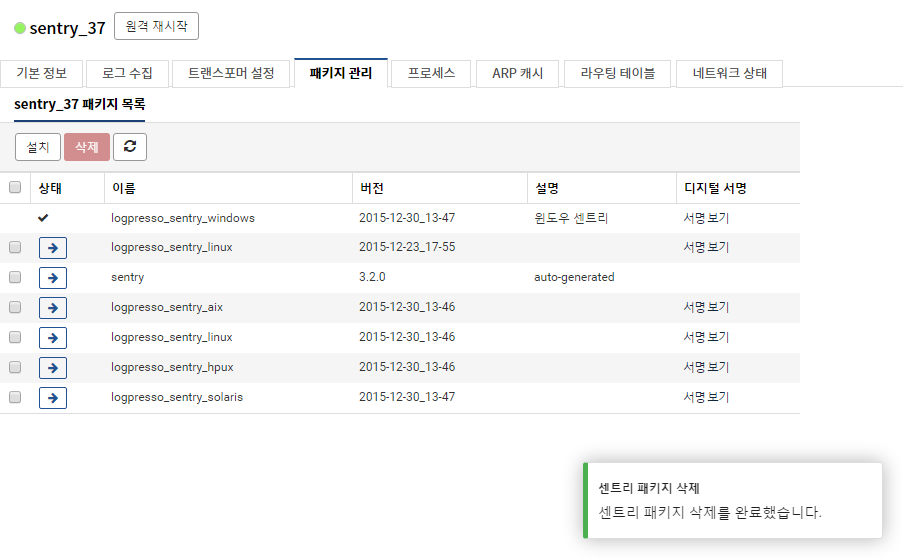 sentry_37 원격 재시작
기본 정보 로그 수집 트랜스포머 설정 패키지 관리 프로세스 ARP 캐시 라우팅 테이블 네트워크 상태
sentry_37 패키지 목록
설치 삭제
상태 이름 버전 설명 디지털 서명
logpresso_sentry_windows 2015-12-30_13-47 윈도우 센트리 서명보기
logpresso_sentry_linux 2015-12-23_17-55 서명보기
sentry 3.2.0 auto-generated
logpresso_sentry_aix 2015-12-30_13-46 서명보기
logpresso_sentry_linux 2015-12-30_13-46 서명보기
logpresso_sentry_hpux 2015-12-30_13-46 서명보기
logpresso_sentry_solaris 2015-12-30_13-47 서명보기
센트리 패키지 삭제
센트리 패키지 삭제를 완료했습니다.